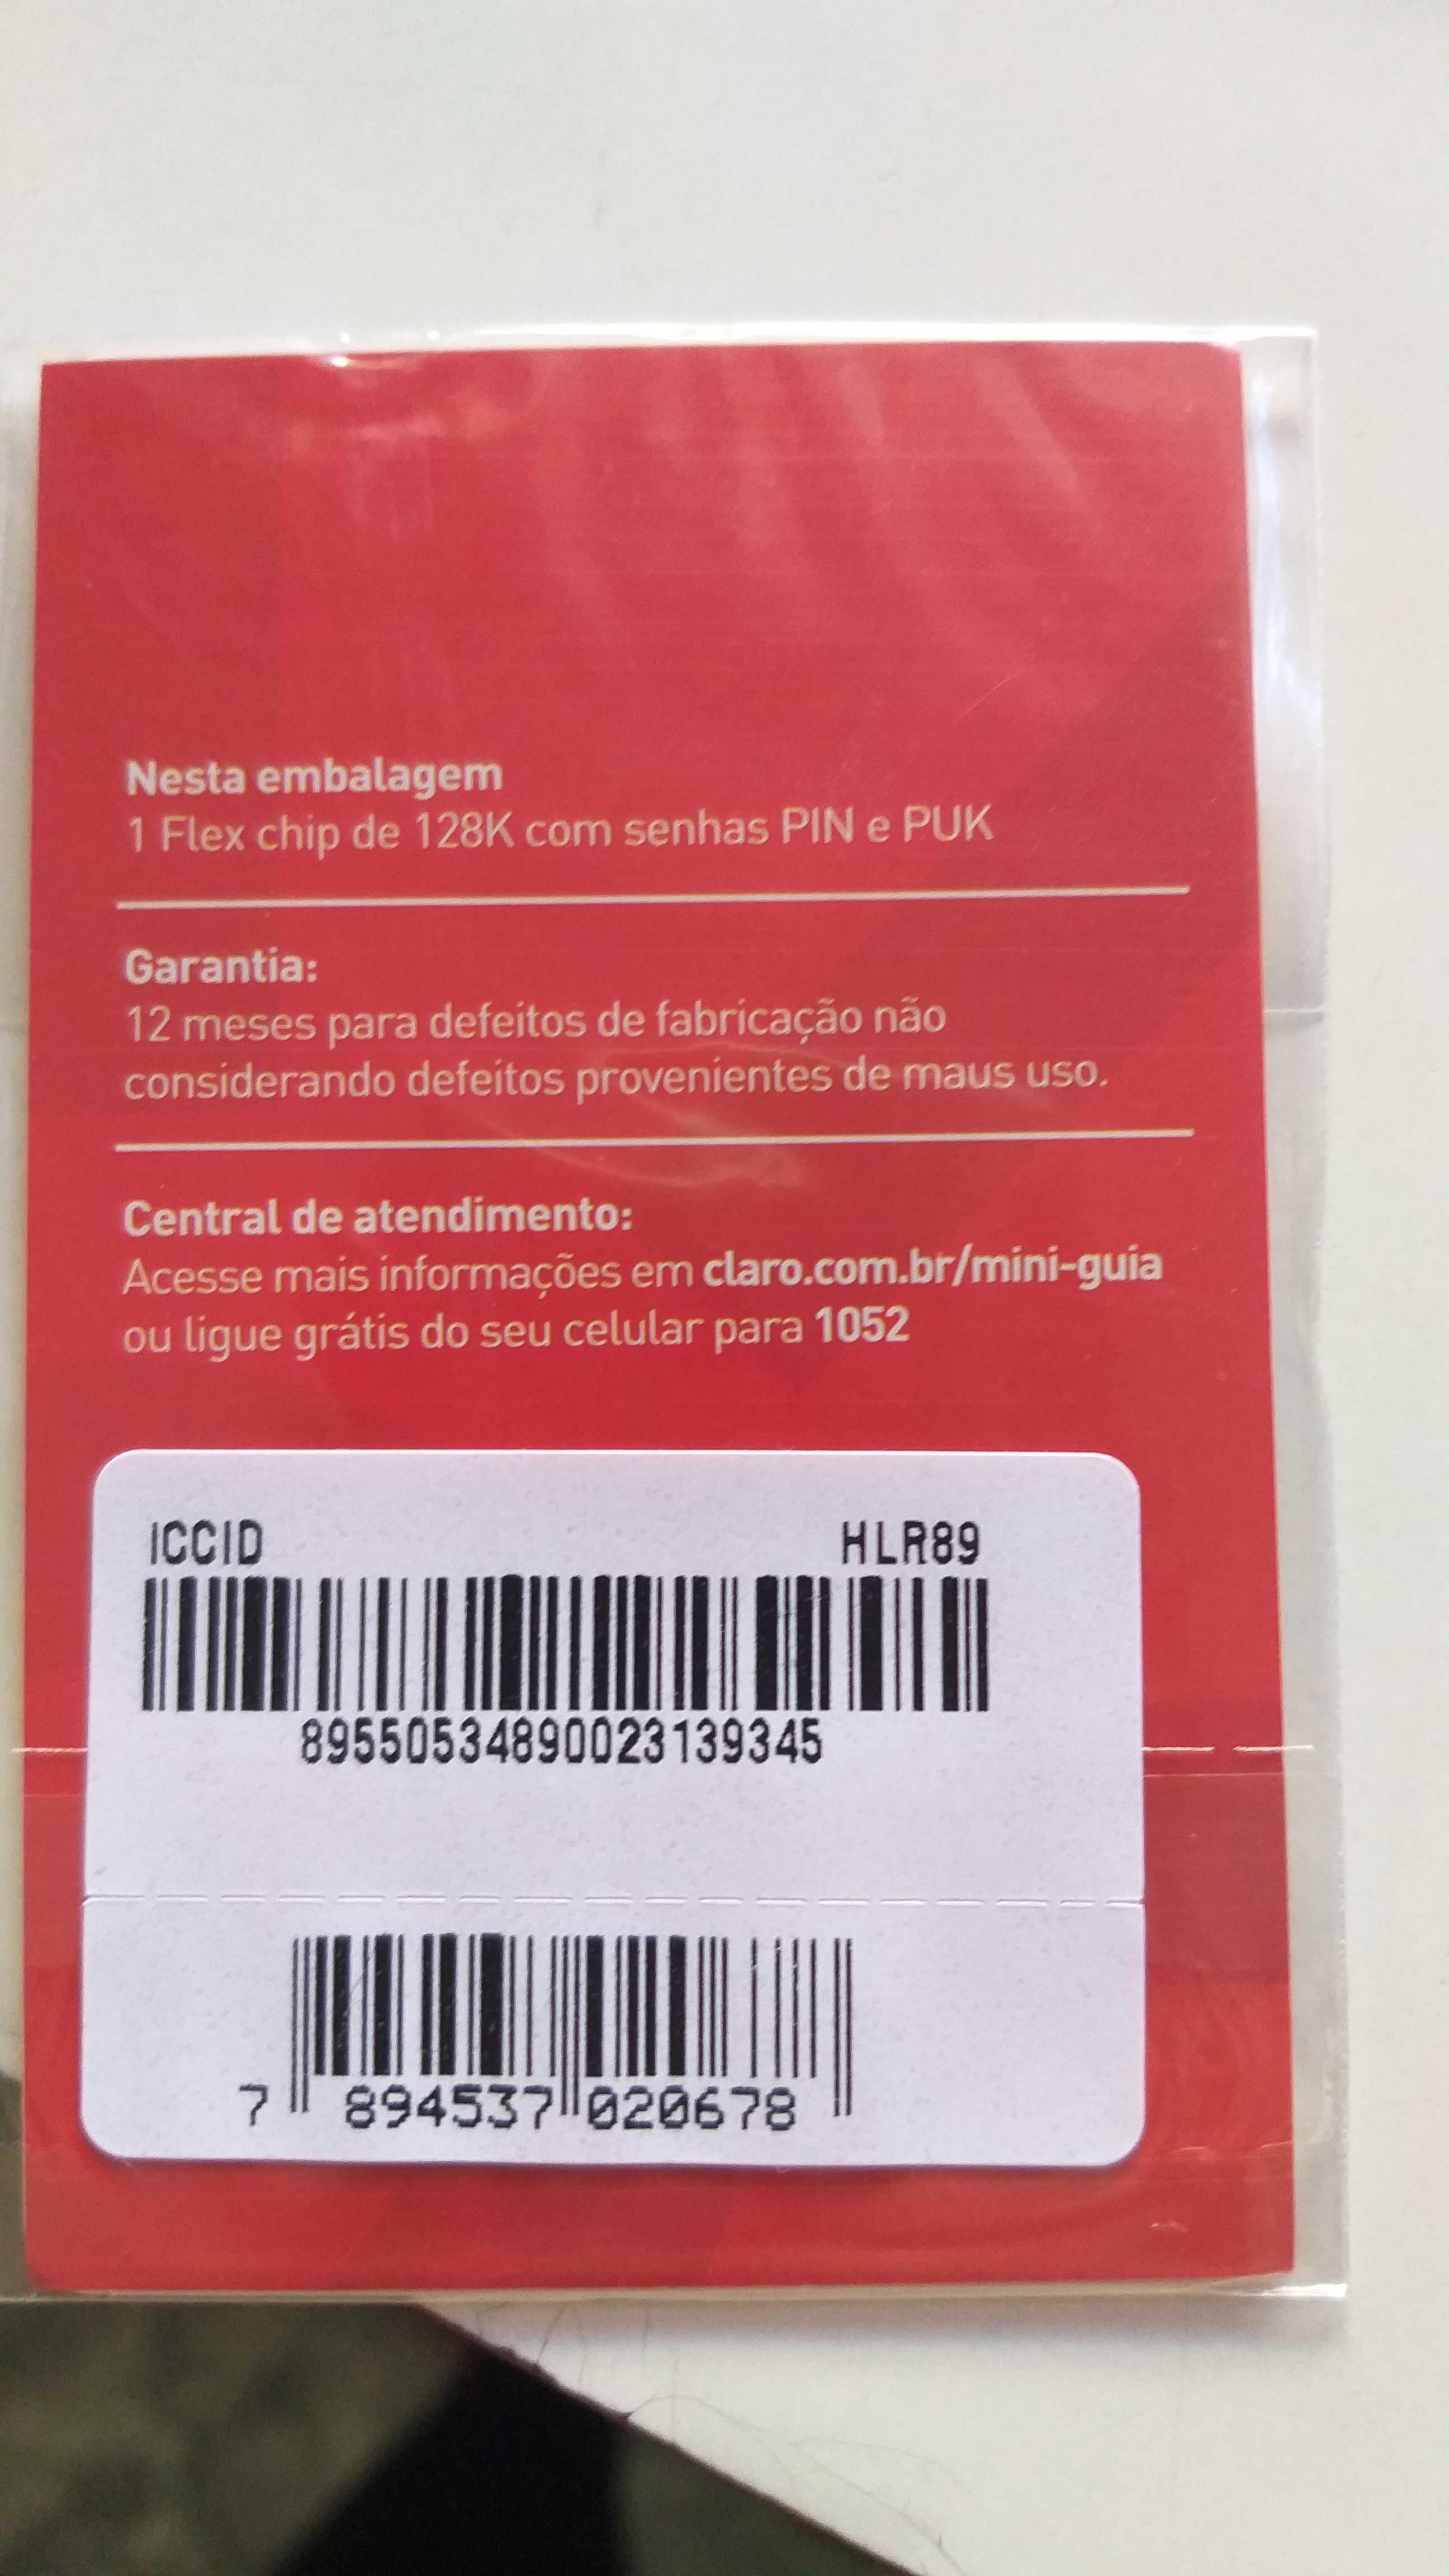 Nesta embalagem
1 Flex chip de 128K com senhas PIN e PUK
Garantia:
12 meses para defeitos de fabricação não
considerando defeitos provenientes de maus uso.
Central de atendimento:
Acesse mais informações em claro.com.br/mini-guia
ou ligue grátis do seu celular para 1052
ICCID HLR89
89550534890023139345
7 894537 020678